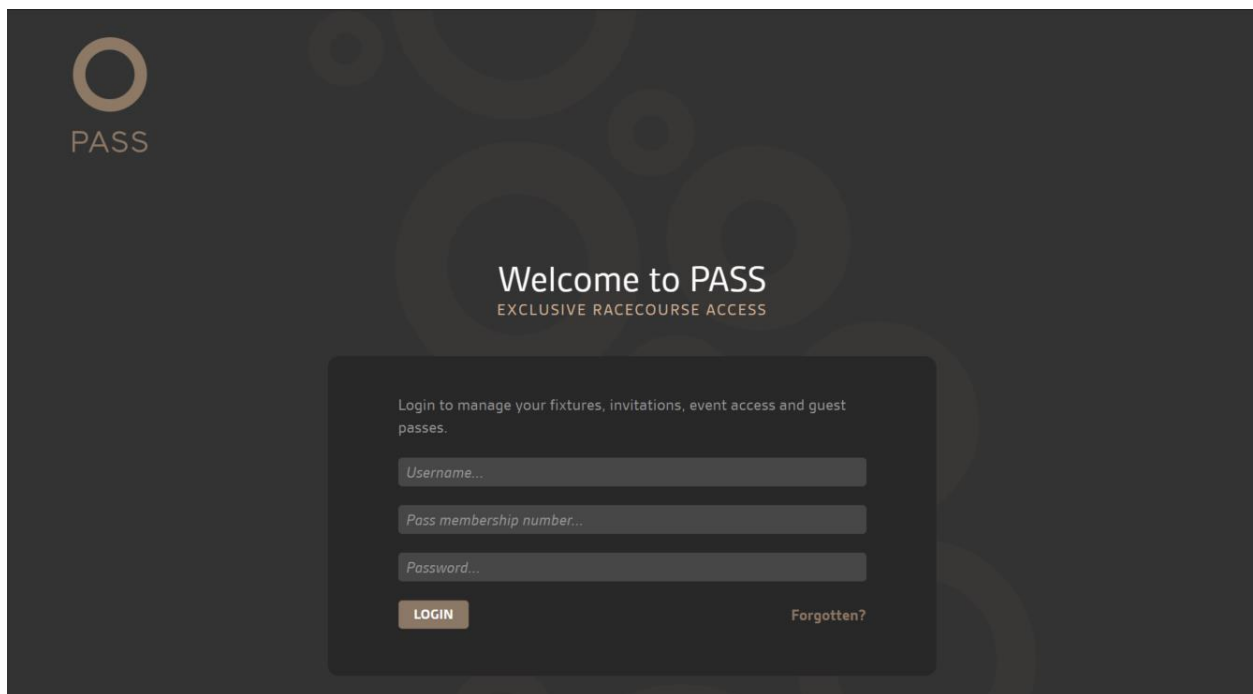 PASS
Welcome to PASS
EXCLUSIVE RACECOURSE ACCESS
Login to manage your fixtures, invitations, event access and guest
passes.
Username...
Pass membership number...
Password...
LOGIN
Forgotten?